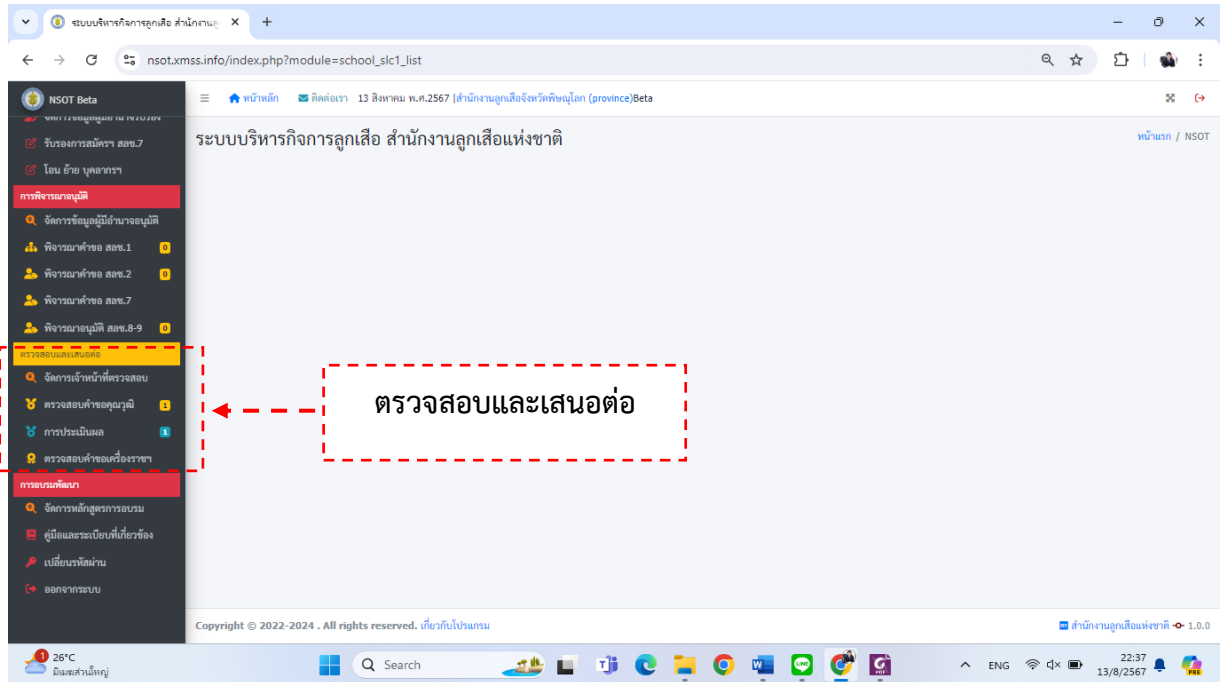 ระบบบริหารกิจการลูกเสือ สำนักงานลูก
nsot.xmss.info/index.php?module=school_slc1_list
NSOT Beta
หน้าหลัก ติดต่อเรา 13 สิงหาคม พ.ศ.2567 |สำนักงานลูกเสือจังหวัดพิษณุโลก (province)Beta
ระบบบริหารกิจการลูกเสือ สำนักงานลูกเสือแห่งชาติ
หน้าแรก / NSOT
จัดการข้อมูลผู้มีอำนาจรับรอง
รับรองการสมัครฯ สลช.7
โอน ย้าย บุคลากรฯ
การพิจารณาอนุมัติ
จัดการข้อมูลผู้มีอำนาจอนุมัติ
พิจารณาคำขอ สลช.1 0
พิจารณาคำขอ สลช.2 0
พิจารณาคำขอ สลช.7
พิจารณาอนุมัติ สลช.8-9 0
ตรวจสอบและเสนอต่อ
จัดการเจ้าหน้าที่ตรวจสอบ
ตรวจสอบคำขอคุณวุฒิ 1
การประเมินผล 1
ตรวจสอบคำขอเครื่องราชฯ
ตรวจสอบและเสนอต่อ
การอบรมพัฒนา
จัดการหลักสูตรการอบรม
คู่มือและระเบียบที่เกี่ยวข้อง
เปลี่ยนรหัสผ่าน
ออกจากระบบ
Copyright © 2022-2024 . All rights reserved. เกี่ยวกับโปรแกรม
สำนักงานลูกเสือแห่งชาติ 1.0.0
1
26°C
มีเมฆส่วนใหญ่
Search
ENG
22:37
13/8/2567